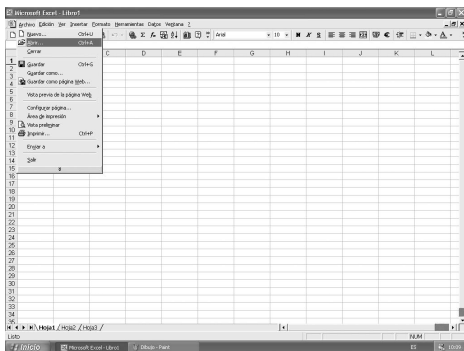 Microsoft Excel - Libro1
Archivo Edición Ver Insertar Formato Herramientas Datos Ventana ?
Nuevo... Ctrl+U
Abrir... Ctrl+A
Cerrar
Guardar Ctrl+G
Guardar como...
Guardar como página Web...
Vista previa de la página Web
Configurar página...
Área de impresión
Vista preliminar
Imprimir... Ctrl+P
Enviar a
Salir
Arial 10 N K S
C D E F G H I J K L
1
2
3
4
5
6
7
8
9
10
11
12
13
14
15
16
17
18
19
20
21
22
23
24
25
26
27
28
29
30
31
32
33
34
35
Hoja1 / Hoja2 / Hoja3 /
Listo NUM
Inicio Microsoft Excel - Libro1 Dibujo - Paint ES 10:09